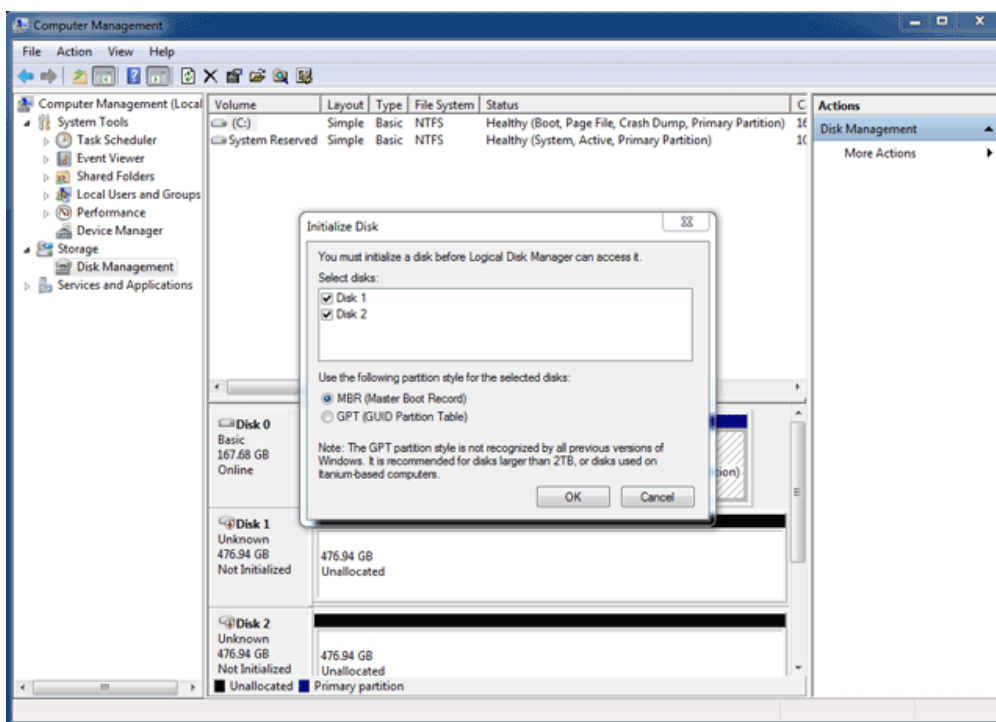 Computer Management
File Action View Help
Computer Management (Local
System Tools
Task Scheduler
Event Viewer
Shared Folders
Local Users and Groups
Performance
Device Manager
Storage
Disk Management
Services and Applications
Volume Layout Type File System Status C
(C:) Simple Basic NTFS Healthy (Boot, Page File, Crash Dump, Primary Partition) 16
System Reserved Simple Basic NTFS Healthy (System, Active, Primary Partition) 10
Actions
Disk Management
More Actions
Initialize Disk
You must initialize a disk before Logical Disk Manager can access it.
Select disks:
Disk 1
Disk 2
Use the following partition style for the selected disks:
MBR (Master Boot Record)
GPT (GUID Partition Table)
Note: The GPT partition style is not recognized by all previous versions of
Windows. It is recommended for disks larger than 2TB, or disks used on
Itanium-based computers.
OK Cancel
Disk 0
Basic
167.68 GB
Online
tion)
Disk 1
Unknown
476.94 GB
Not Initialized
476.94 GB
Unallocated
Disk 2
Unknown
476.94 GB
Not Initialized
476.94 GB
Unallocated
Unallocated Primary partition